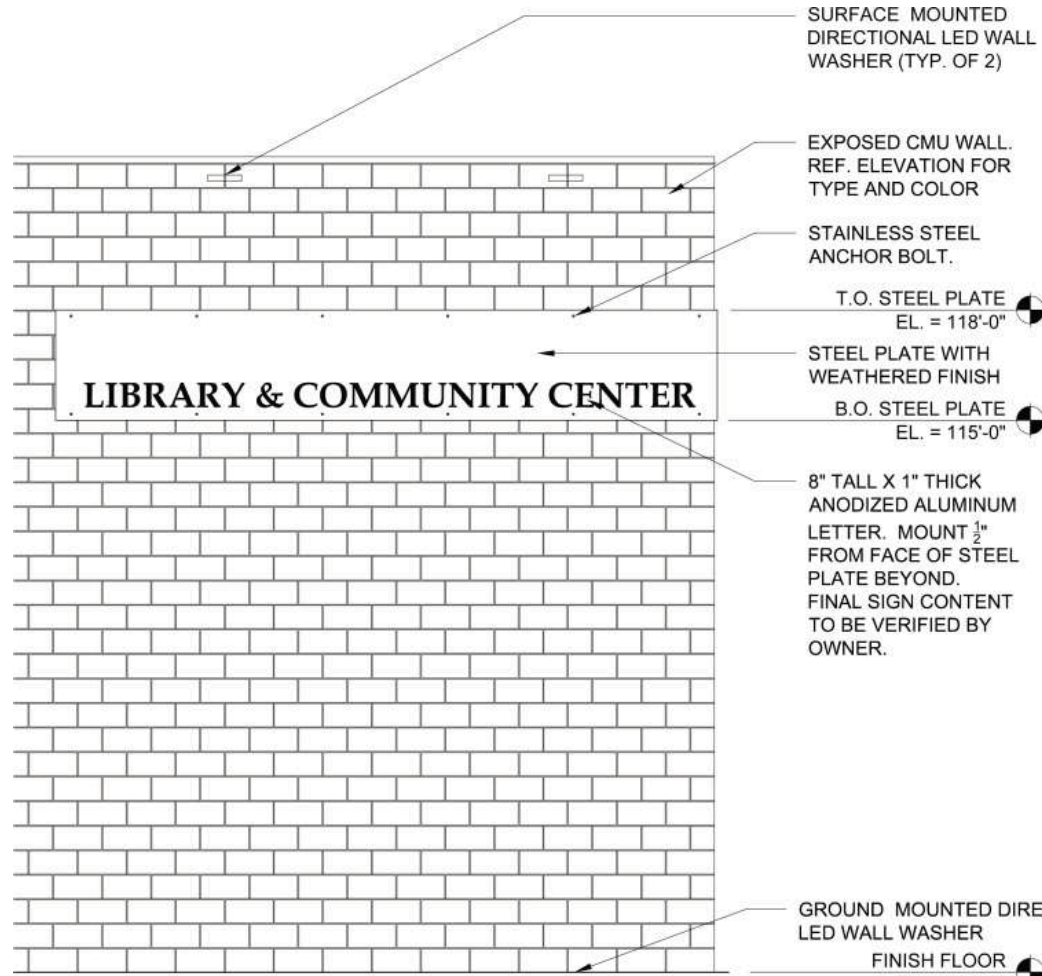 SURFACE MOUNTED
DIRECTIONAL LED WALL
WASHER (TYP. OF 2)
EXPOSED CMU WALL.
REF. ELEVATION FOR
TYPE AND COLOR
STAINLESS STEEL
ANCHOR BOLT.
T.O. STEEL PLATE
EL. = 118'-0"
STEEL PLATE WITH
WEATHERED FINISH
LIBRARY & COMMUNITY CENTER
B.O. STEEL PLATE
EL. = 115'-0"
8" TALL X 1" THICK
ANODIZED ALUMINUM
LETTER. MOUNT 1/2"
FROM FACE OF STEEL
PLATE BEYOND.
FINAL SIGN CONTENT
TO BE VERIFIED BY
OWNER.
GROUND MOUNTED DIRE
LED WALL WASHER
FINISH FLOOR